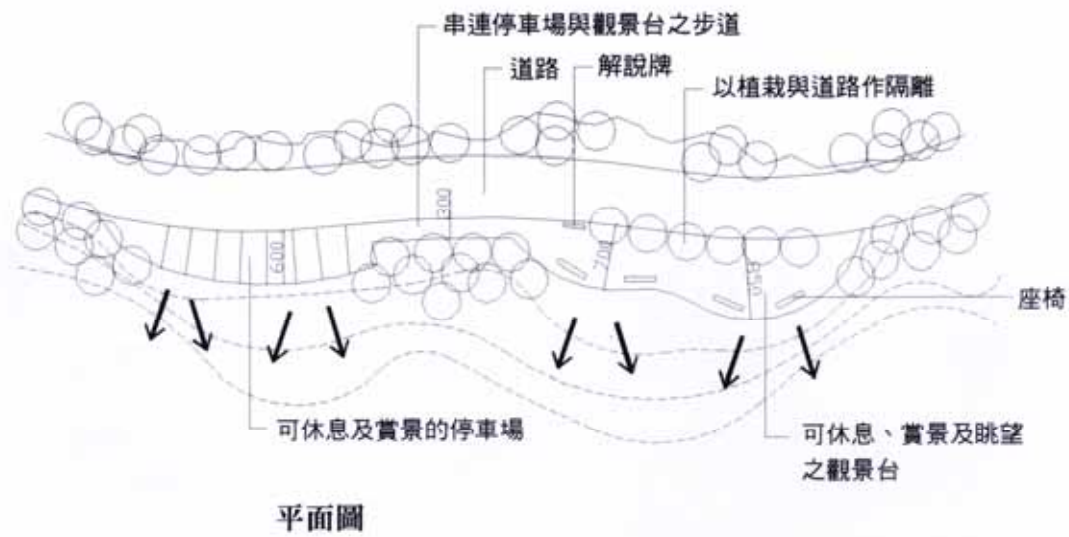 串連停車場與觀景台之步道
道路
解說牌
以植栽與道路作隔離
300
600
700
650
座椅
可休息及賞景的停車場
可休息、賞景及眺望
之觀景台
平面圖